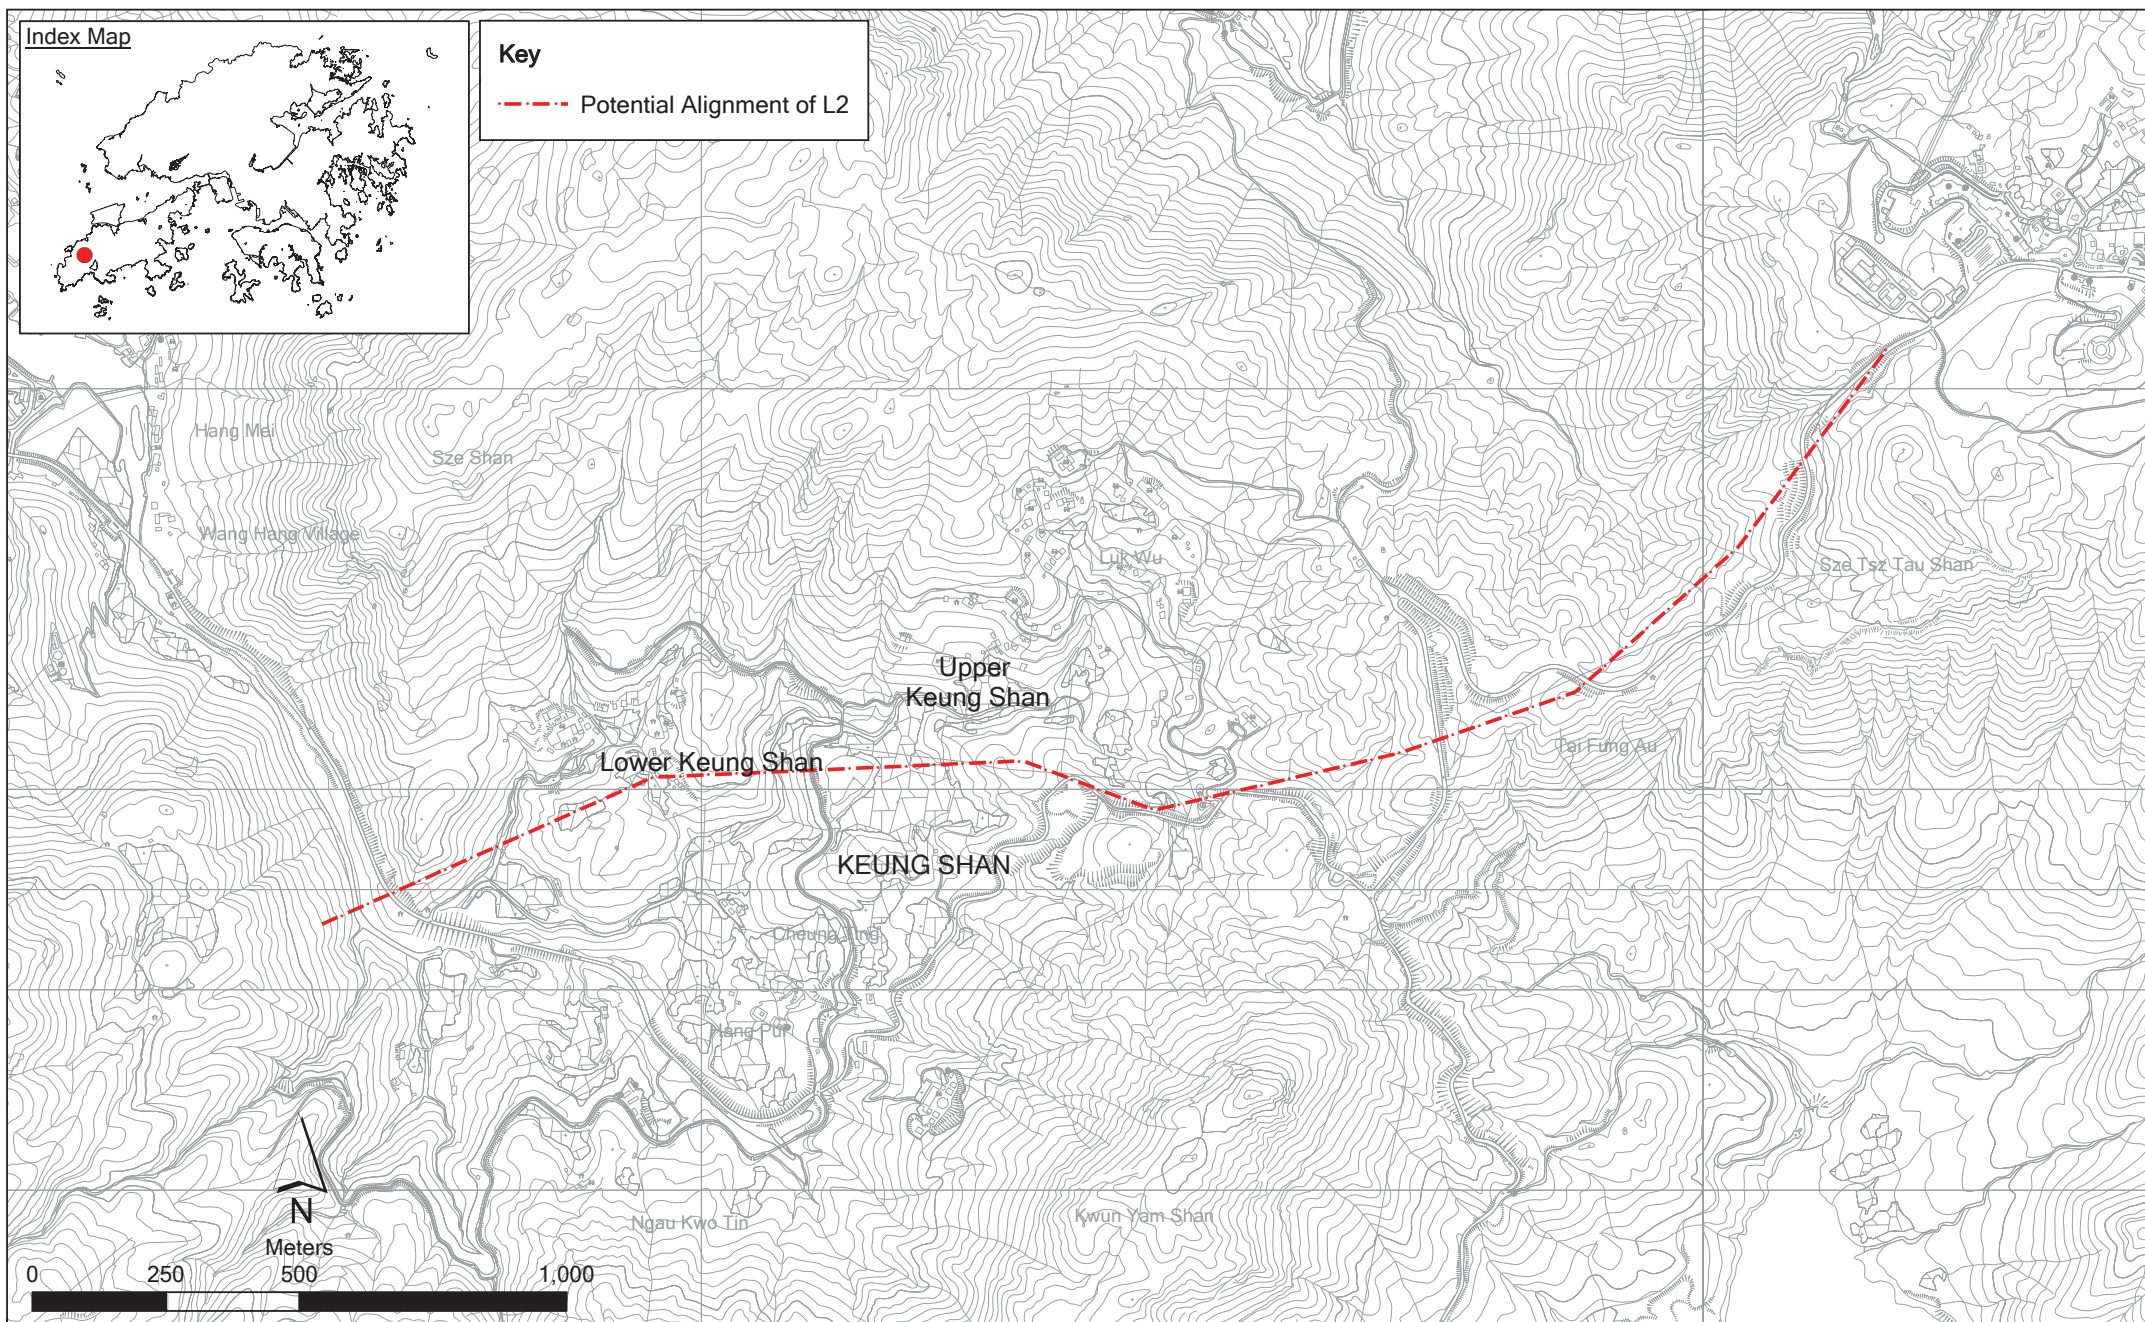 Index Map
Key
Potential Alignment of L2
Hang Mei
Sze Shan
Wang Hang Village
Luk Wu
Sze Tsz Tau Shan
Upper
Keung Shan
Tai Fung Au
Lower Keung Shan
KEUNG SHAN
Cheung Ting
Hang Pui
N
Ngau Kwo Tin
Kwun Yam Shan
Meters
0 250 500 1,000